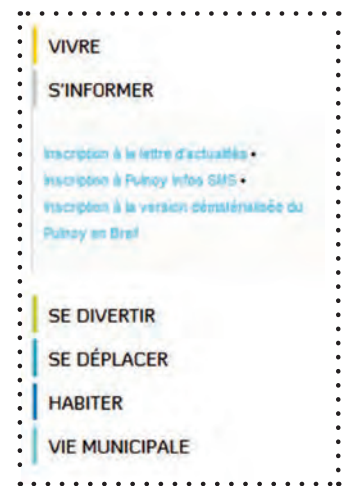 VIVRE
S'INFORMER
Inscription à la lettre d'actualités •
Inscription à Pulnoy Infos SMS •
Inscription à la version dématérialisée du
Pulnoy en Bref
SE DIVERTIR
SE DÉPLACER
HABITER
VIE MUNICIPALE